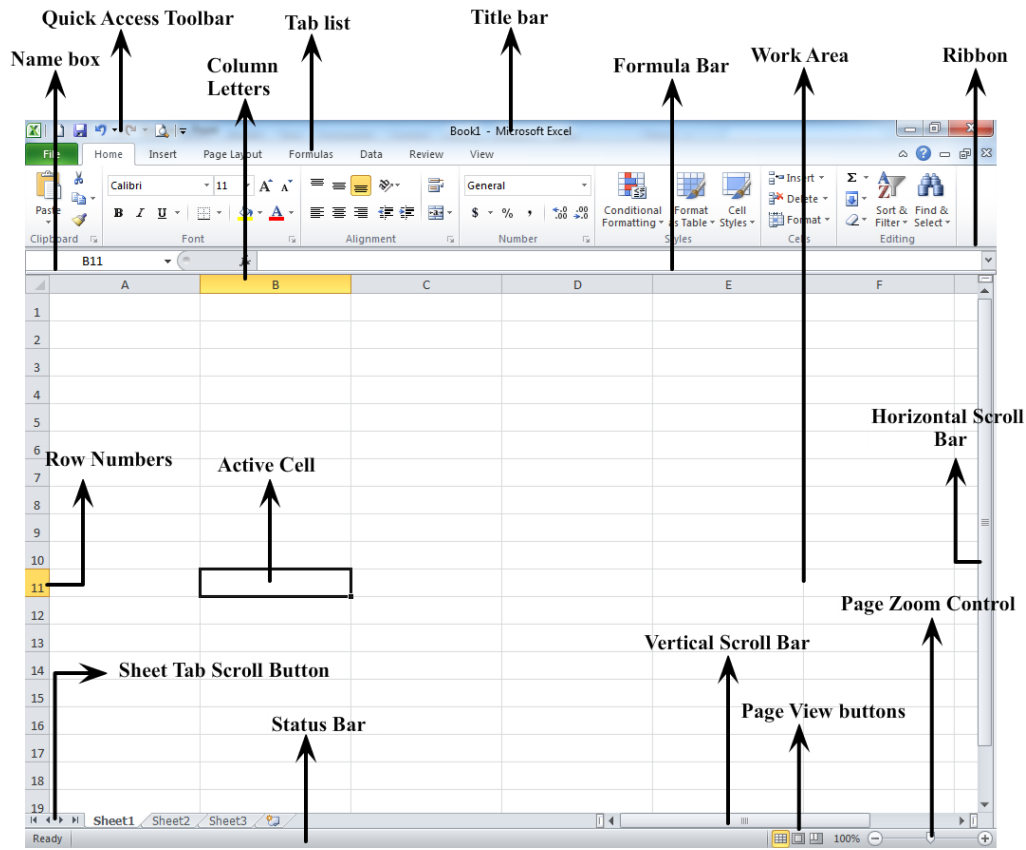 Quick Access Toolbar
Tab list
Title bar
Name box
Column
Letters
Formula Bar
Work Area
Ribbon
Book1 - Microsoft Excel
File Home Insert Page Layout Formulas Data Review View
Calibri 11 General Insert Σ
Paste Delete
B I U $ % , Conditional Formatting Format as Table Cell Styles Format Sort & Filter Find & Select
Clipboard Font Alignment Number Styles Cells Editing
B11 fx
A B C D E F
1
2
3
4
5
Horizontal Scroll
Bar
6
Row Numbers
Active Cell
7
8
9
10
11
Page Zoom Control
12
13
Vertical Scroll Bar
14
Sheet Tab Scroll Button
15
Page View buttons
16
Status Bar
17
18
19
Sheet1 Sheet2 Sheet3
Ready 100%